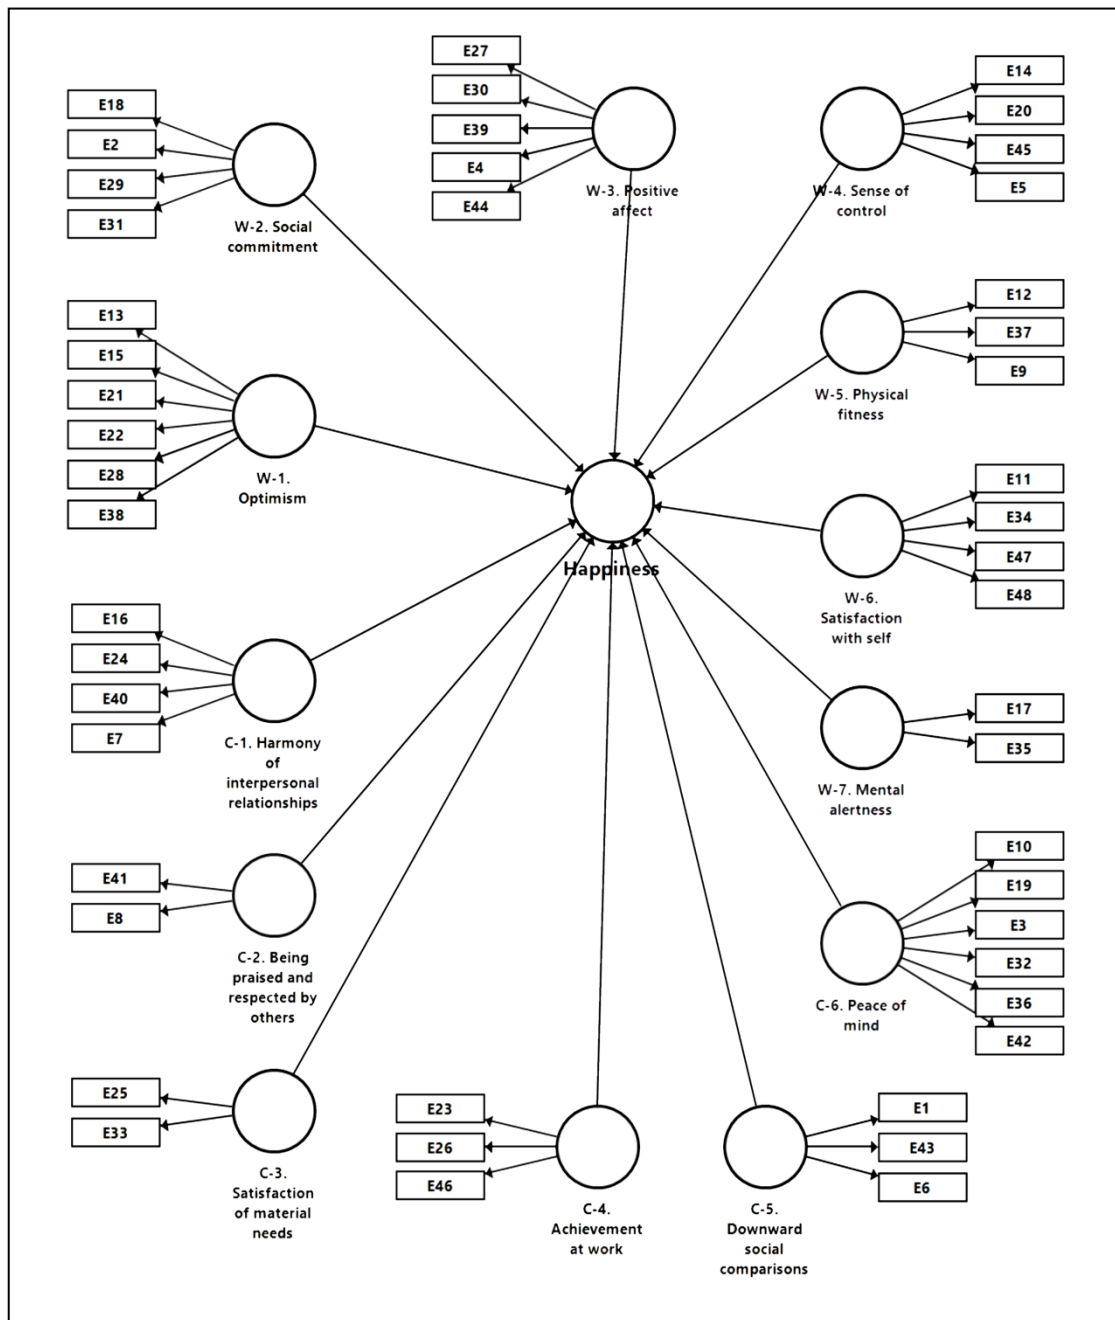 E27
E30
E39
E4
E44
W-3. Positive
affect
E14
E20
E45
E5
W-4. Sense of
control
E18
E2
E29
E31
W-2. Social
commitment
E13
E15
E21
E22
E28
E38
W-1.
Optimism
E12
E37
E9
W-5. Physical
fitness
Happiness
E11
E34
E47
E48
W-6.
Satisfaction
with self
E16
E24
E40
E7
C-1. Harmony
of
interpersonal
relationships
E17
E35
W-7. Mental
alertness
E41
E8
C-2. Being
praised and
respected by
others
E10
E19
E3
E32
E36
E42
C-6. Peace of
mind
E25
E33
C-3.
Satisfaction
of material
needs
E23
E26
E46
C-4.
Achievement
at work
E1
E43
E6
C-5.
Downward
social
comparisons